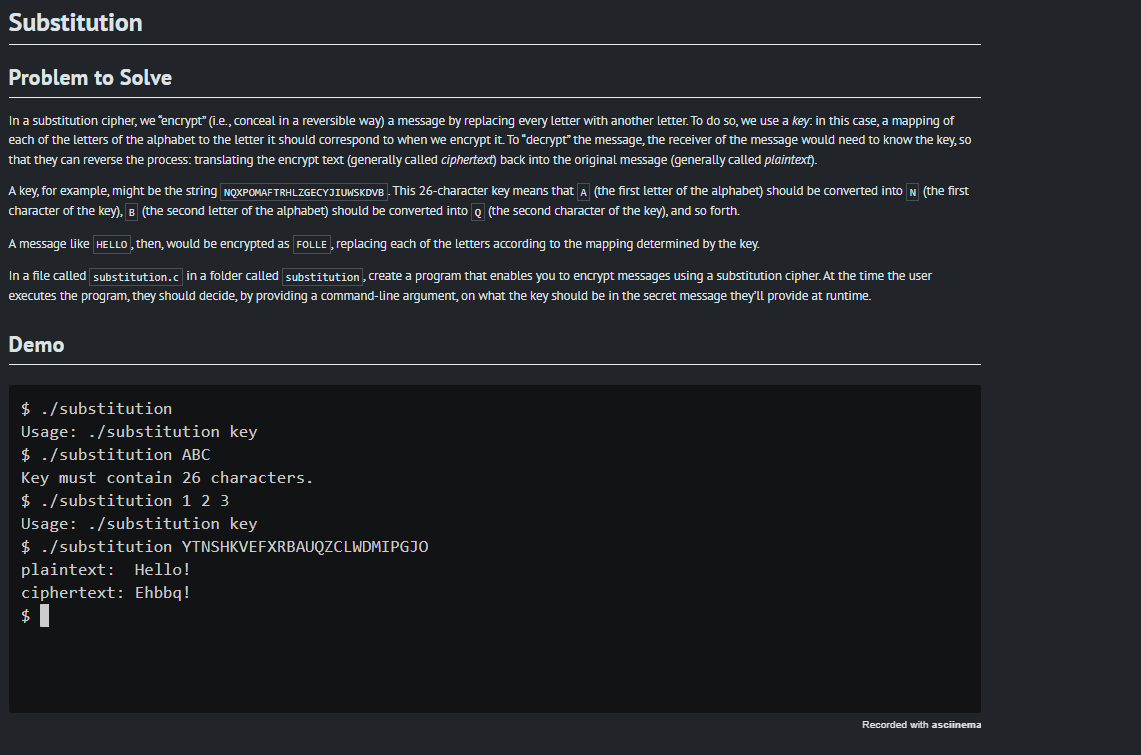 Substitution
Problem to Solve
In a substitution cipher, we “encrypt” (i.e., conceal in a reversible way) a message by replacing every letter with another letter. To do so, we use a key: in this case, a mapping of
each of the letters of the alphabet to the letter it should correspond to when we encrypt it. To “decrypt” the message, the receiver of the message would need to know the key, so
that they can reverse the process: translating the encrypt text (generally called ciphertext) back into the original message (generally called plaintext).
A key, for example, might be the string NQXPOMAFTRHLZGECYJIUWSKDVB. This 26-character key means that A (the first letter of the alphabet) should be converted into N (the first
character of the key), B (the second letter of the alphabet) should be converted into Q (the second character of the key), and so forth.
A message like HELLO, then, would be encrypted as FOLLE, replacing each of the letters according to the mapping determined by the key.
In a file called substitution.c in a folder called substitution, create a program that enables you to encrypt messages using a substitution cipher. At the time the user
executes the program, they should decide, by providing a command-line argument, on what the key should be in the secret message they’ll provide at runtime.
Demo
$ ./substitution
Usage: ./substitution key
$ ./substitution ABC
Key must contain 26 characters.
$ ./substitution 1 2 3
Usage: ./substitution key
$ ./substitution YTNSHKVEFXRBAUQZCLWDMIPGJO
plaintext:  Hello!
ciphertext: Ehbbq!
$
Recorded with asciinema